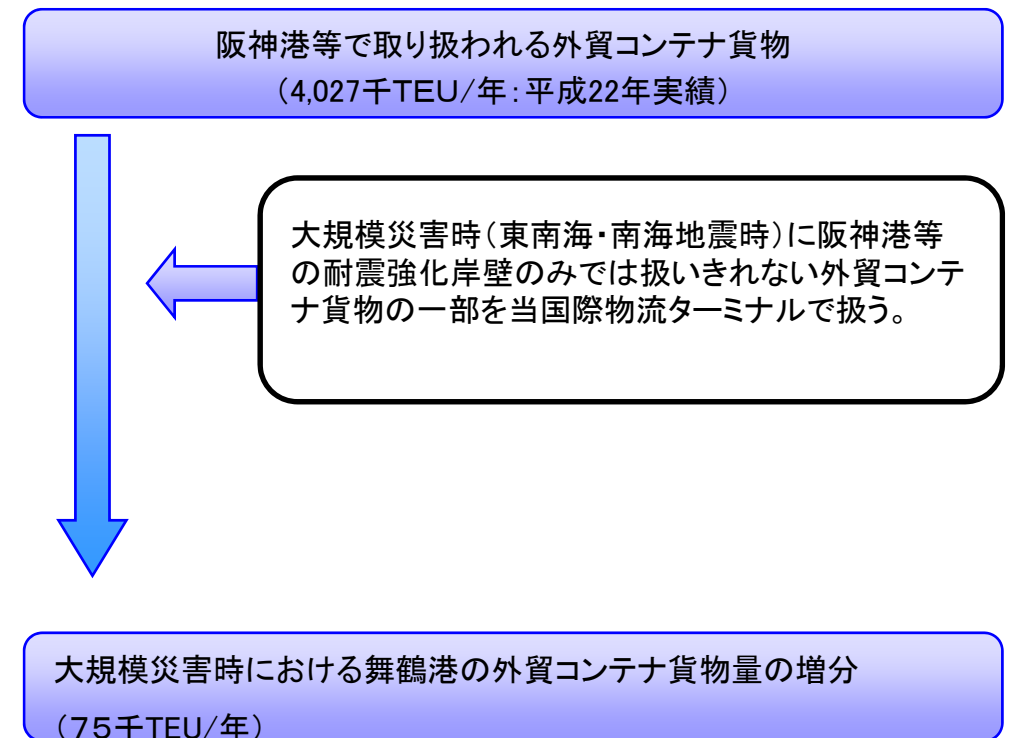 阪神港等で取り扱われる外貿コンテナ貨物
(4,027千TEU/年:平成22年実績)
大規模災害時(東南海・南海地震時)に阪神港等
の耐震強化岸壁のみでは扱いきれない外貿コンテ
ナ貨物の一部を当国際物流ターミナルで扱う。
大規模災害時における舞鶴港の外貿コンテナ貨物量の増分
(75千TEU/年)